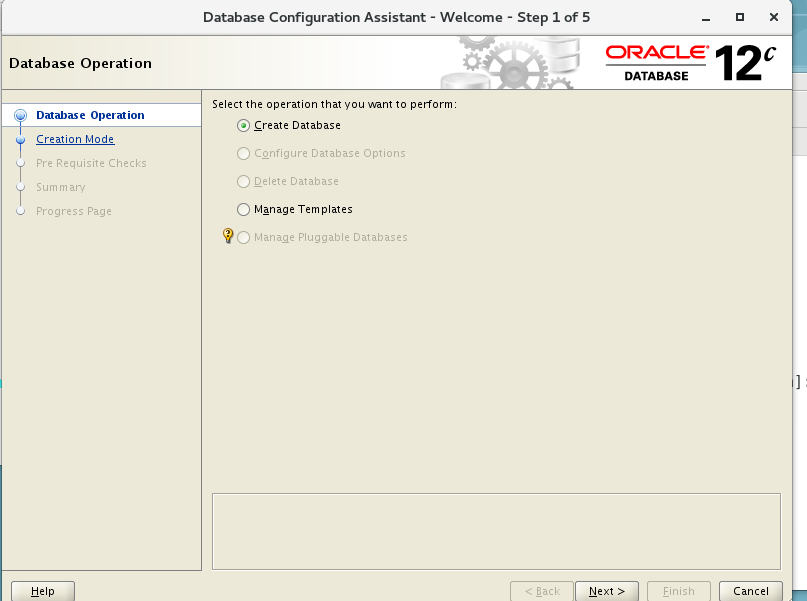 Database Configuration Assistant - Welcome - Step 1 of 5
Database Operation
ORACLE
DATABASE
12c
Database Operation
Creation Mode
Pre Requisite Checks
Summary
Progress Page
Select the operation that you want to perform:
Create Database
Configure Database Options
Delete Database
Manage Templates
Manage Pluggable Databases
Help
< Back
Next >
Finish
Cancel